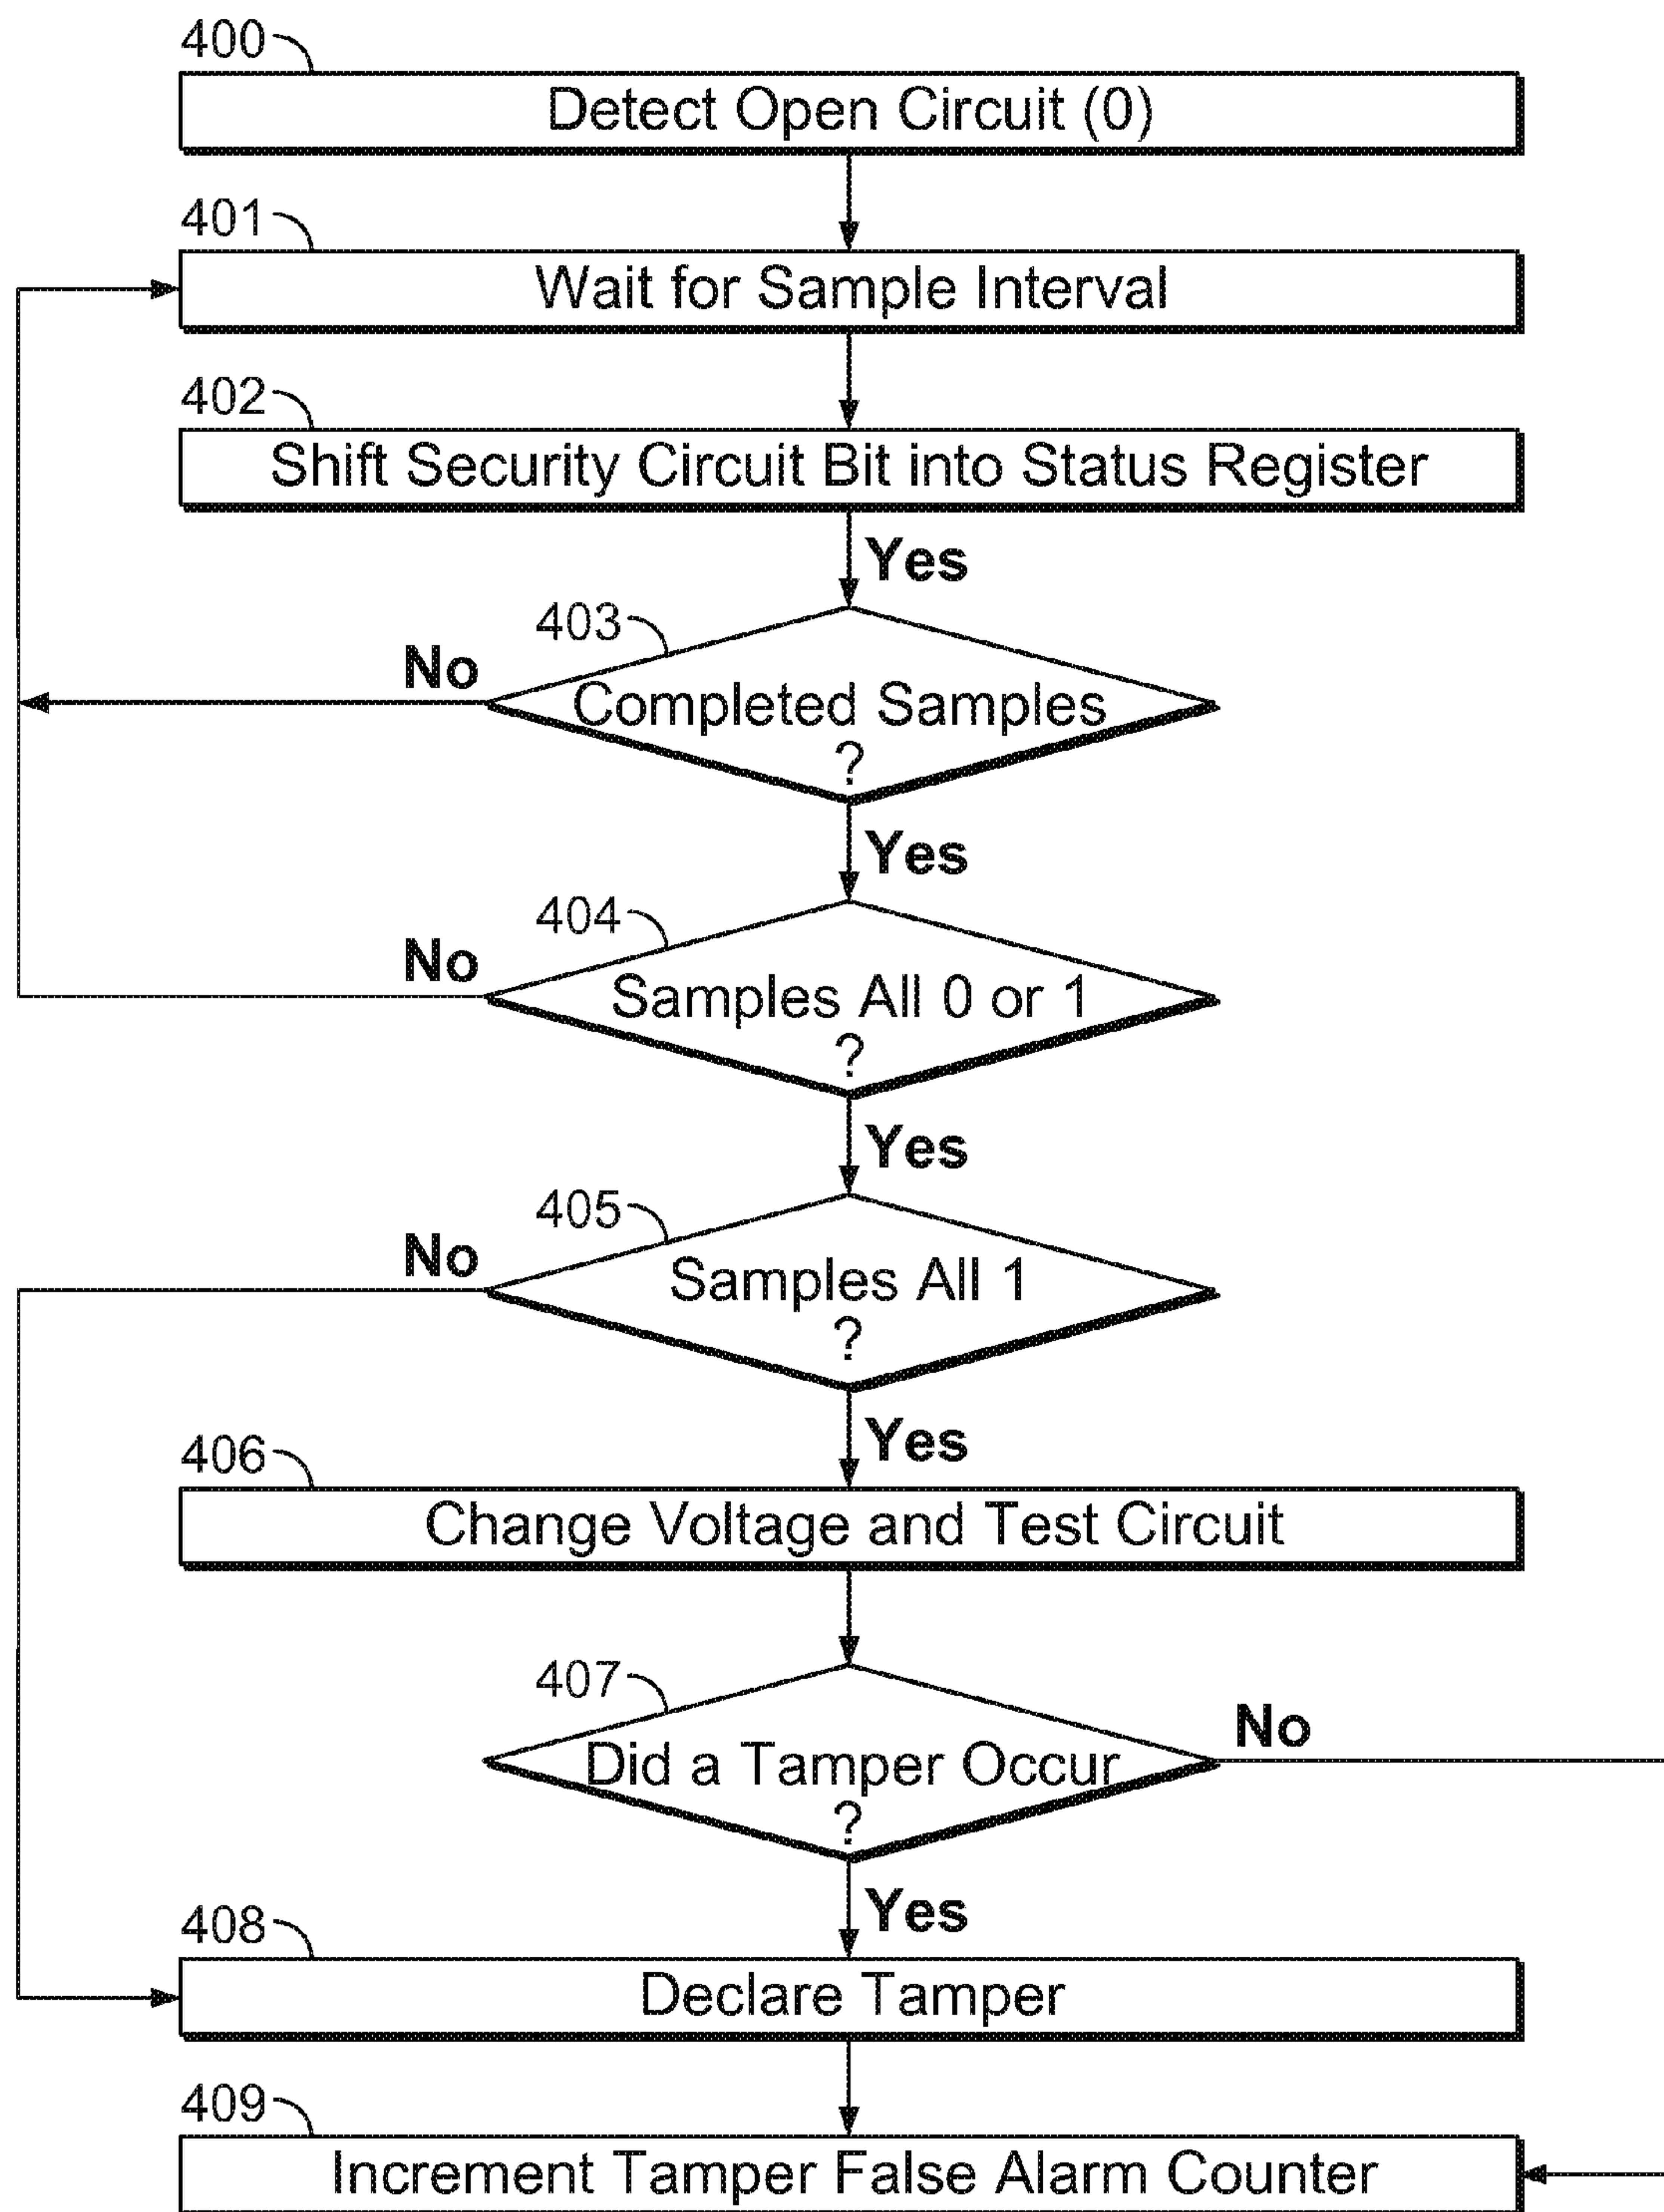 400
Detect Open Circuit (0)
401
Wait for Sample Interval
402
Shift Security Circuit Bit into Status Register
Yes
403
No
Completed Samples
?
Yes
404
No
Samples All 0 or 1
?
Yes
405
No
Samples All 1
?
Yes
406
Change Voltage and Test Circuit
407
No
Did a Tamper Occur
?
Yes
408
Declare Tamper
409
Increment Tamper False Alarm Counter